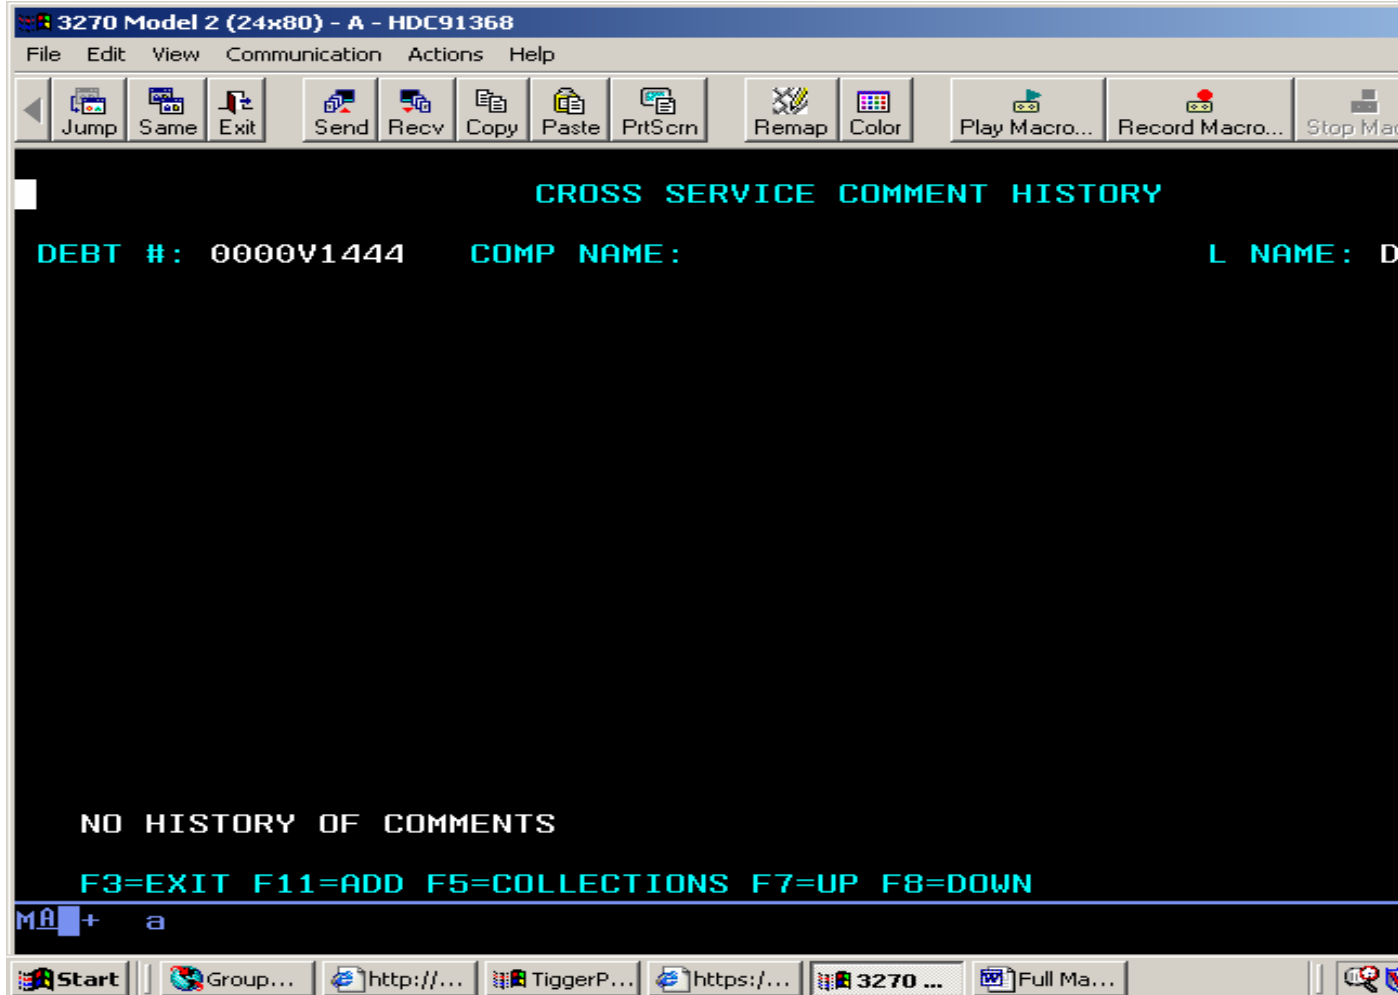 3270 Model 2 (24x80) - A - HDC91368
File Edit View Communication Actions Help
Jump Same Exit Send Recv Copy Paste PrtScrn Remap Color Play Macro... Record Macro... Stop Mac
CROSS SERVICE COMMENT HISTORY
DEBT #: 0000V1444 COMP NAME: L NAME: D
NO HISTORY OF COMMENTS
F3=EXIT F11=ADD F5=COLLECTIONS F7=UP F8=DOWN
MA + a
Start Group... http://... TiggerP... https:/... 3270 ... Full Ma...